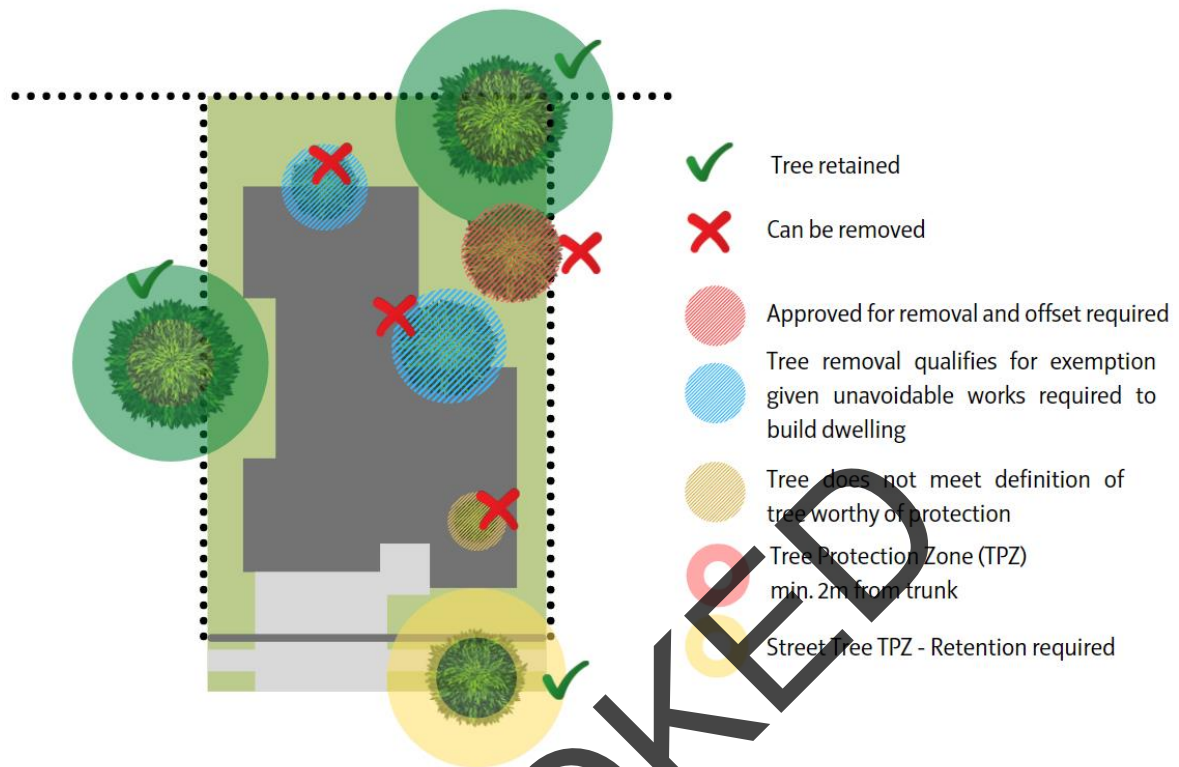 Tree retained
Can be removed
Approved for removal and offset required
Tree removal qualifies for exemption
given unavoidable works required to
build dwelling
Tree does not meet definition of
tree worthy of protection
Tree Protection Zone (TPZ)
min. 2m from trunk
Street Tree TPZ - Retention required
OKED